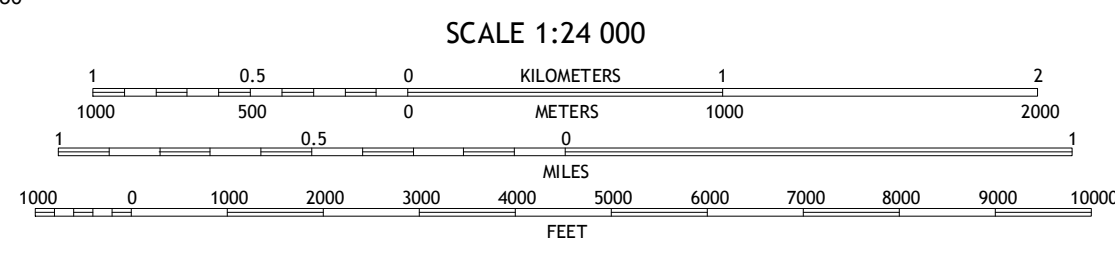 SCALE 1:24 000
1 0.5 0 KILOMETERS 1 2
1000 500 0 METERS 1000 2000
1 0.5 0 1
MILES
1000 0 1000 2000 3000 4000 5000 6000 7000 8000 9000 10000
FEET